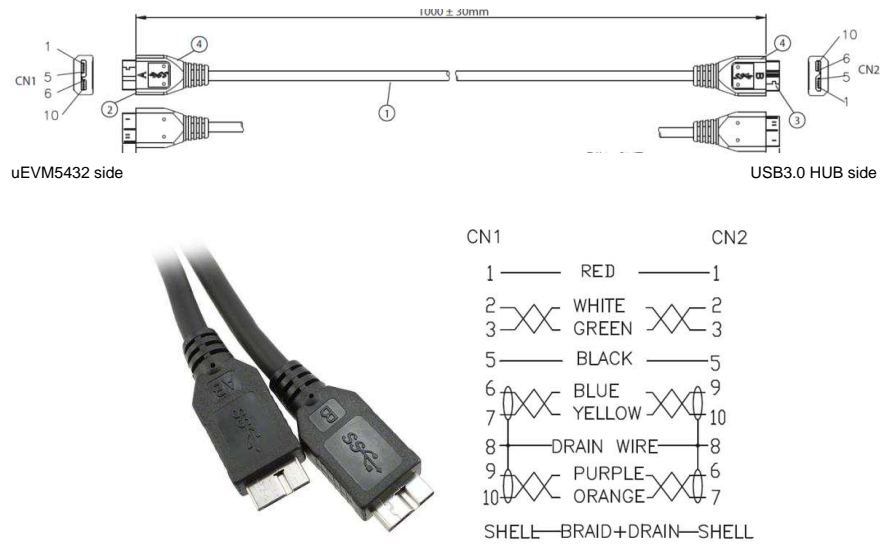 1000 ± 30mm
1
CN1 5
6
10
4
A
2
1
4
B
3
10
6
5 CN2
1
uEVM5432 side
USB3.0 HUB side
A
B
CN1 CN2
1 RED 1
2 WHITE 2
3 GREEN 3
5 BLACK 5
6 BLUE 9
7 YELLOW 10
8 DRAIN WIRE 8
9 PURPLE 6
10 ORANGE 7
SHELL BRAID+DRAIN SHELL